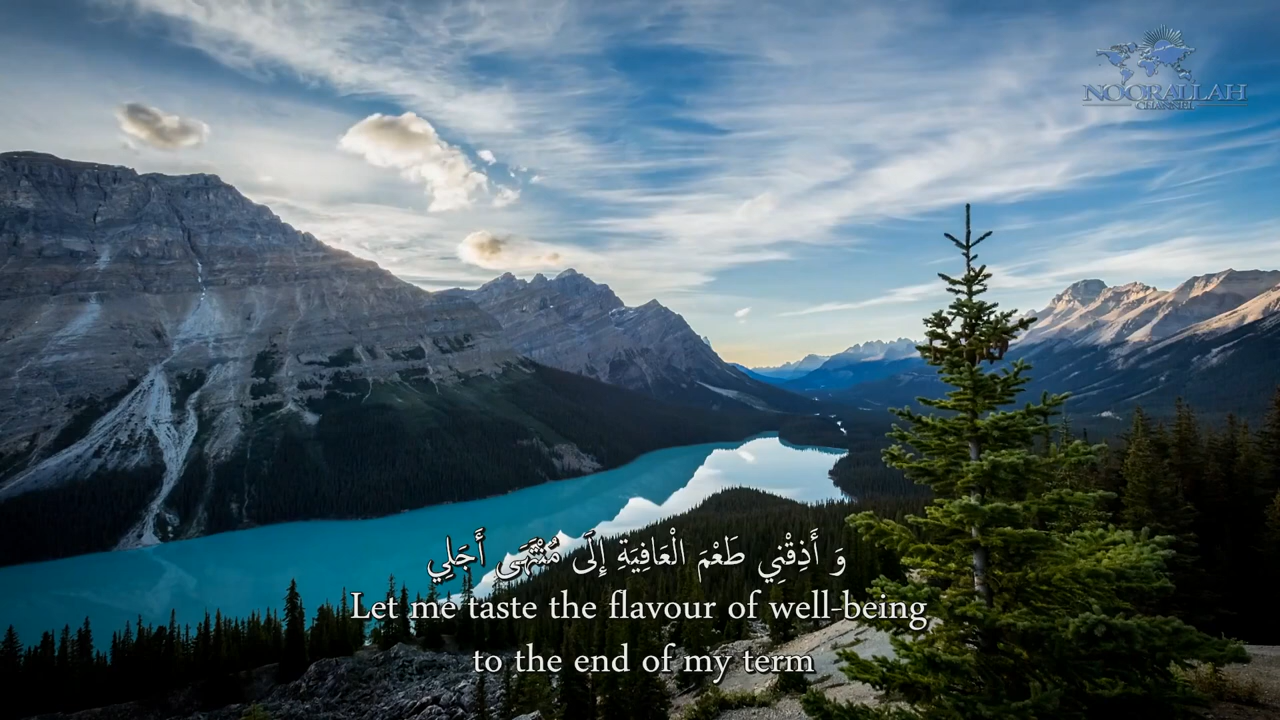 NOORALLAH
CHANNEL
وَ أَذِقْنِي طَعْمَ الْعَافِيَةِ إِلَى مُنْتَهَى أَجَلِي
Let me taste the flavour of well-being
to the end of my term